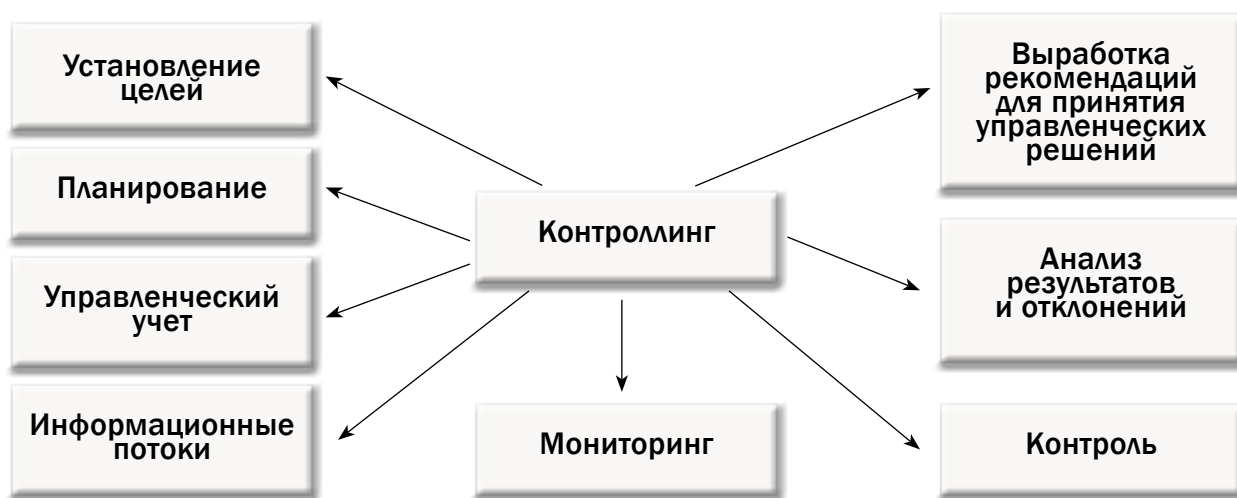 Установление
целей
Планирование
Управленческий
учет
Информационные
потоки
Контроллинг
Мониторинг
Выработка
рекомендаций
для принятия
управленческих
решений
Анализ
результатов
и отклонений
Контроль